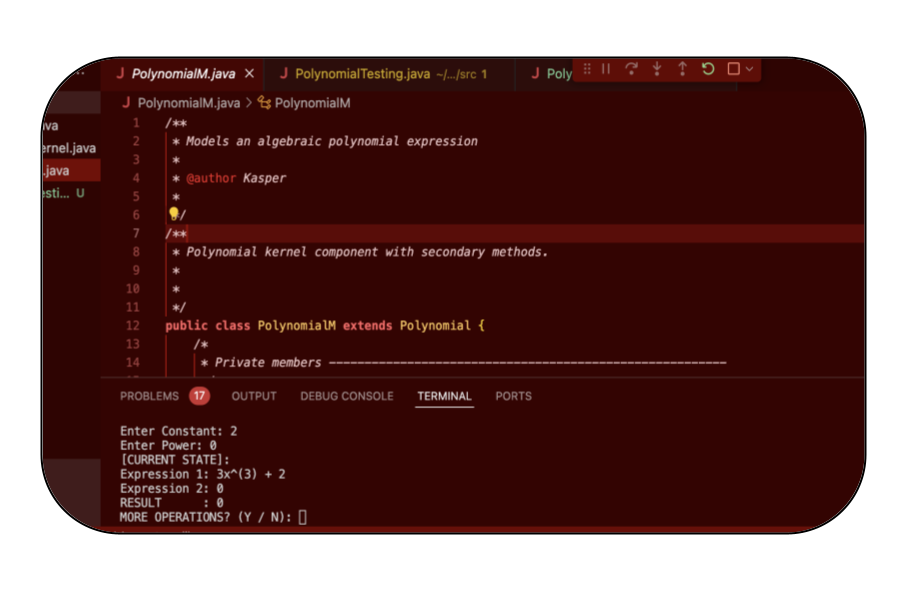 PolynomialM.java
PolynomialTesting.java ~/.../src 1
Poly
PolynomialM.java > PolynomialM
va
ernel.java
.java
esti... U
1 /**
2 * Models an algebraic polynomial expression
3 *
4 * @author Kasper
5 *
6 */
7 /**
8 * Polynomial kernel component with secondary methods.
9 *
10 *
11 */
12 public class PolynomialM extends Polynomial {
13 /*
14 * Private members --------------------------------------------------------
PROBLEMS 17 OUTPUT DEBUG CONSOLE TERMINAL PORTS
Enter Constant: 2
Enter Power: 0
[CURRENT STATE]:
Expression 1: 3x^(3) + 2
Expression 2: 0
RESULT : 0
MORE OPERATIONS? (Y / N):